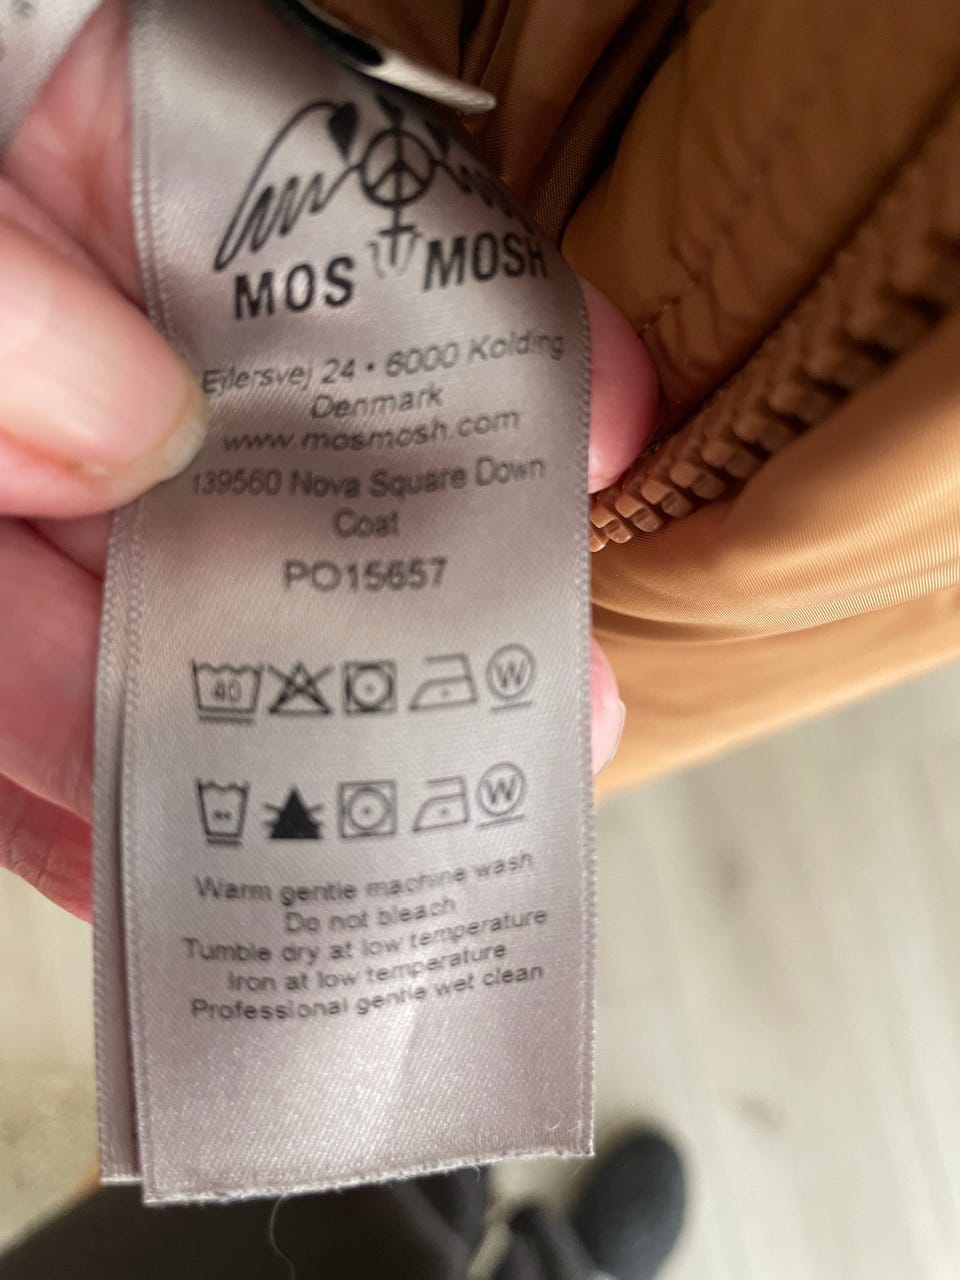 MOS MOSH
Ejlersvej 24 • 6000 Kolding
Denmark
www.mosmosh.com
139560 Nova Square Down
Coat
PO15657
40
W
W
Warm gentle machine wash
Do not bleach
Tumble dry at low temperature
Iron at low temperature
Professional gentle wet clean